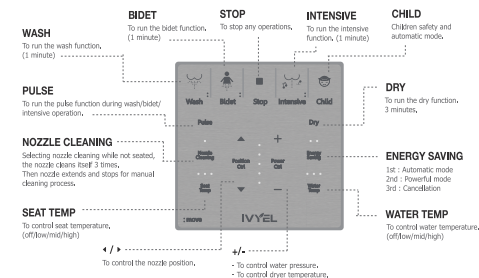 BIDET
To run the bidet function.
(1 minute)
STOP
To stop any operations.
INTENSIVE
To run the intensive
function. (1 minute)
CHILD
Children safety and
automatic mode.
WASH
To run the wash function.
(1 minute)
Wash
Bidet
Stop
Intensive
Child
PULSE
To run the pulse function during wash/bidet/
intensive operation.
DRY
To run the dry function.
3 minutes.
Pulse
Dry
NOZZLE CLEANING
Selecting nozzle cleaning while not seated,
the nozzle cleans itself 3 times.
Then nozzle extends and stops for manual
cleaning process.
Nozzle
Cleaning
Position
Ctrl
+
Power
Ctrl
Energy
Saving
ENERGY SAVING
1st : Automatic mode
2nd : Powerful mode
3rd : Cancellation
Seat
Temp
−
Water
Temp
SEAT TEMP
To control seat temperature.
(off/low/mid/high)
:move
IVYEL
WATER TEMP
To control water temperature.
(off/low/mid/high)
◀ / ▶
To control the nozzle position.
+/-
- To control water pressure.
- To control dryer temperature.